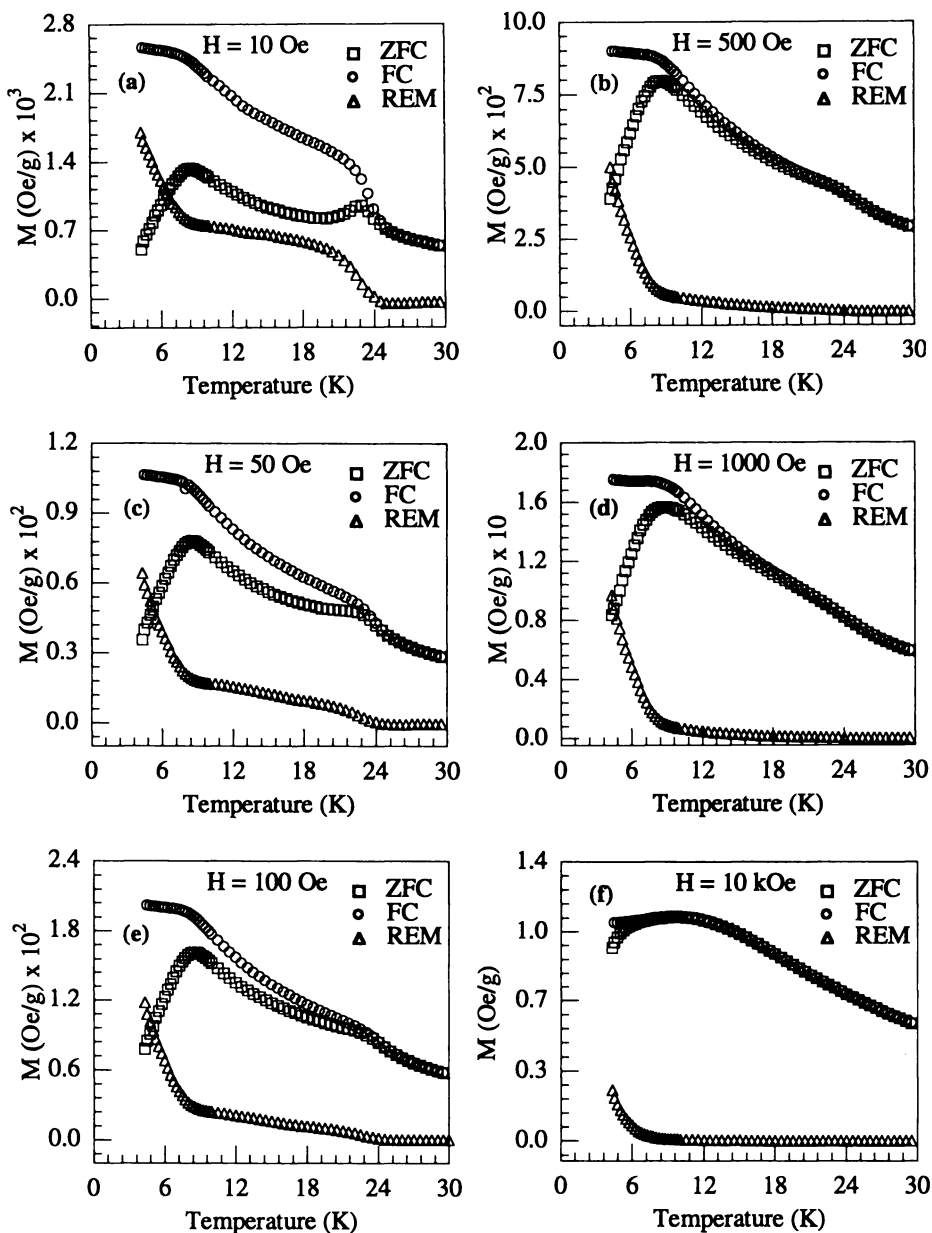 (a)
H = 10 Oe
ZFC
FC
REM
M (Oe/g) x 10³
2.8
2.1
1.4
0.7
0.0
0 6 12 18 24 30
Temperature (K)
(b)
H = 500 Oe
ZFC
FC
REM
M (Oe/g) x 10²
10.0
7.5
5.0
2.5
0.0
0 6 12 18 24 30
Temperature (K)
(c)
H = 50 Oe
ZFC
FC
REM
M (Oe/g) x 10²
1.2
0.9
0.6
0.3
0.0
0 6 12 18 24 30
Temperature (K)
(d)
H = 1000 Oe
ZFC
FC
REM
M (Oe/g) x 10
2.0
1.6
1.2
0.8
0.4
0.0
0 6 12 18 24 30
Temperature (K)
(e)
H = 100 Oe
ZFC
FC
REM
M (Oe/g) x 10²
2.4
1.8
1.2
0.6
0.0
0 6 12 18 24 30
Temperature (K)
(f)
H = 10 kOe
ZFC
FC
REM
M (Oe/g)
1.4
1.0
0.7
0.3
0.0
0 6 12 18 24 30
Temperature (K)